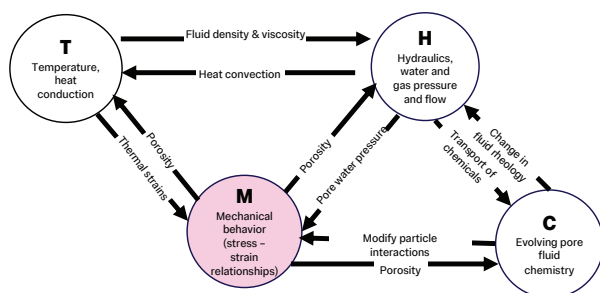 T
Temperature,
heat
conduction
Fluid density & viscosity
Heat convection
H
Hydraulics,
water and
gas pressure
and flow
Porosity
Thermal strains
Porosity
Pore water pressure
Change in
fluid rheology
Transport of
chemicals
M
Mechanical
behavior
(stress –
strain
relationships)
Modify particle
interactions
Porosity
C
Evolving pore
fluid
chemistry